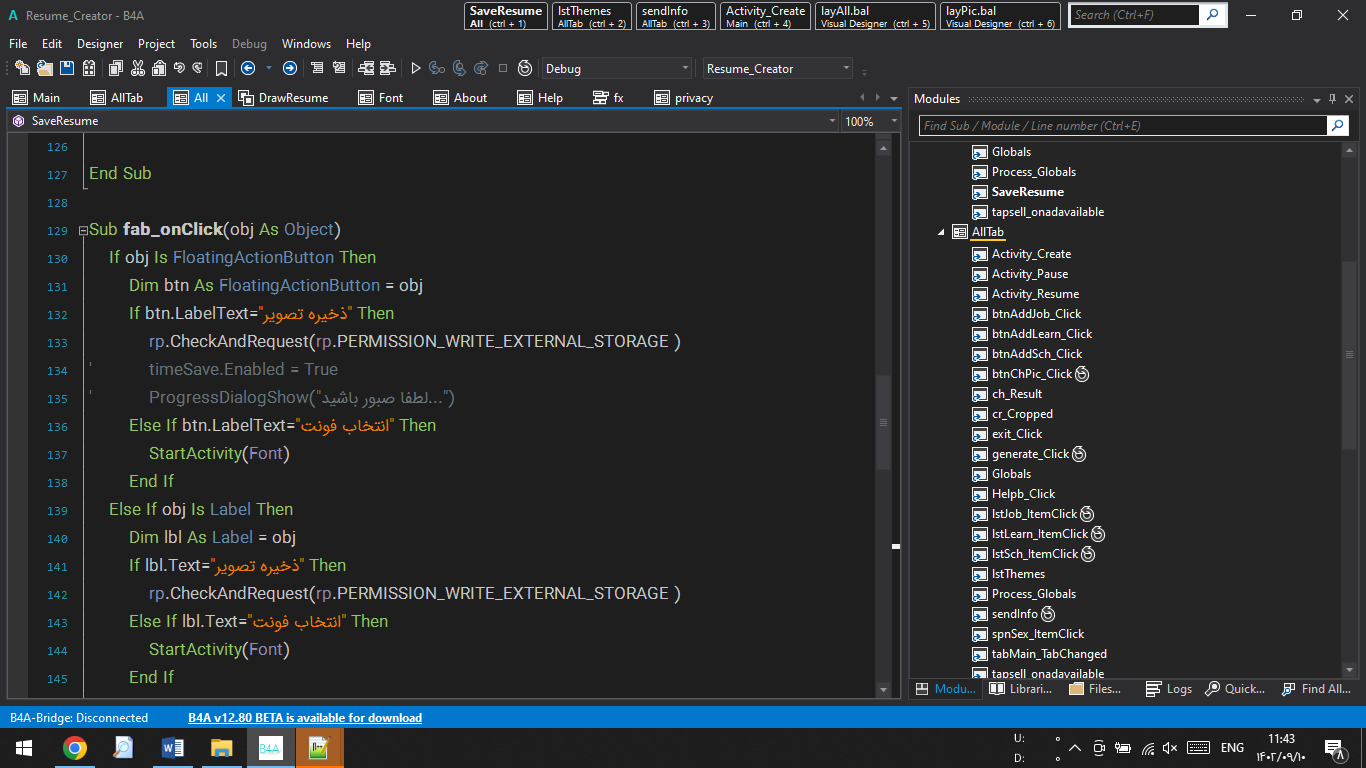 Resume_Creator - B4A
SaveResume
All (ctrl + 1)
lstThemes
AllTab (ctrl + 2)
sendInfo
AllTab (ctrl + 3)
Activity_Create
Main (ctrl + 4)
layAll.bal
Visual Designer (ctrl + 5)
layPic.bal
Visual Designer (ctrl + 6)
Search (Ctrl+F)
File Edit Designer Project Tools Debug Windows Help
Debug Resume_Creator
Main AllTab All DrawResume Font About Help fx privacy
SaveResume 100%
126
127 End Sub
128
129 Sub fab_onClick(obj As Object)
130 If obj Is FloatingActionButton Then
131 Dim btn As FloatingActionButton = obj
132 If btn.LabelText="ذخیره تصویر" Then
133 rp.CheckAndRequest(rp.PERMISSION_WRITE_EXTERNAL_STORAGE )
134 ' timeSave.Enabled = True
135 ' ProgressDialogShow("لطفا صبور باشید...")
136 Else If btn.LabelText="انتخاب فونت" Then
137 StartActivity(Font)
138 End If
139 Else If obj Is Label Then
140 Dim lbl As Label = obj
141 If lbl.Text="ذخیره تصویر" Then
142 rp.CheckAndRequest(rp.PERMISSION_WRITE_EXTERNAL_STORAGE )
143 Else If lbl.Text="انتخاب فونت" Then
144 StartActivity(Font)
145 End If
Modules
Find Sub / Module / Line number (Ctrl+E)
Globals
Process_Globals
SaveResume
tapsell_onadavailable
AllTab
Activity_Create
Activity_Pause
Activity_Resume
btnAddJob_Click
btnAddLearn_Click
btnAddSch_Click
btnChPic_Click
ch_Result
cr_Cropped
exit_Click
generate_Click
Globals
Helpb_Click
lstJob_ItemClick
lstLearn_ItemClick
lstSch_ItemClick
lstThemes
Process_Globals
sendInfo
spnSex_ItemClick
tabMain_TabChanged
tapsell_onadavailable
Modu... Librari... Files... Logs Quick... Find All...
B4A-Bridge: Disconnected B4A v12.80 BETA is available for download
B4A
U:
D:
ENG
11:43
۱۴۰۲/۰۹/۱۰
۸